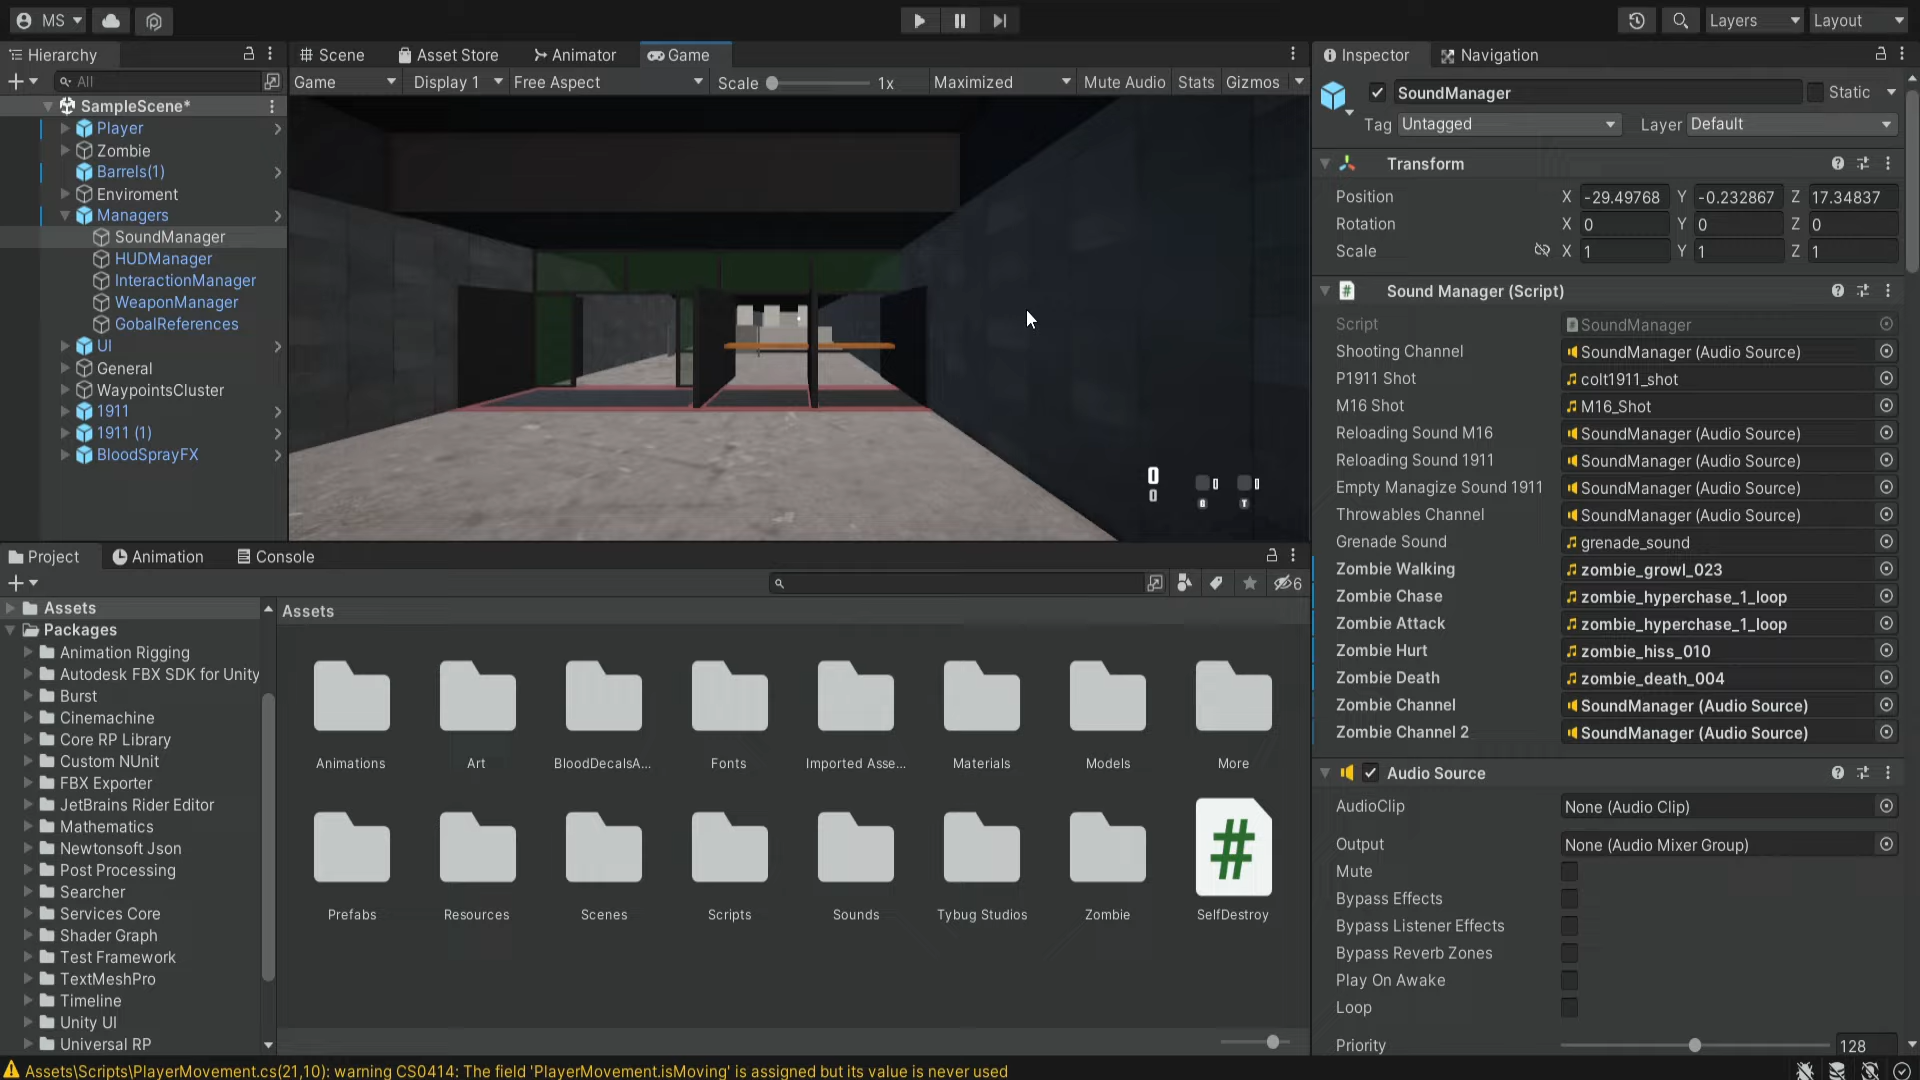 MS
Layers
Layout
Hierarchy
Scene
Asset Store
Animator
Game
Inspector
Navigation
All
Game
Display 1
Free Aspect
Scale
1x
Maximized
Mute Audio
Stats
Gizmos
SampleScene*
Player
Zombie
Barrels(1)
Enviroment
Managers
SoundManager
HUDManager
InteractionManager
WeaponManager
GobalReferences
UI
General
WaypointsCluster
1911
1911 (1)
BloodSprayFX
0
0
0
0
T
SoundManager
Static
Tag
Untagged
Layer
Default
Transform
Position
X
-29.49768
Y
-0.232867
Z
17.34837
Rotation
X
0
Y
0
Z
0
Scale
X
1
Y
1
Z
1
Sound Manager (Script)
Script
SoundManager
Shooting Channel
SoundManager (Audio Source)
P1911 Shot
colt1911_shot
M16 Shot
M16_Shot
Reloading Sound M16
SoundManager (Audio Source)
Reloading Sound 1911
SoundManager (Audio Source)
Empty Managize Sound 1911
SoundManager (Audio Source)
Throwables Channel
SoundManager (Audio Source)
Grenade Sound
grenade_sound
Zombie Walking
zombie_growl_023
Zombie Chase
zombie_hyperchase_1_loop
Zombie Attack
zombie_hyperchase_1_loop
Zombie Hurt
zombie_hiss_010
Zombie Death
zombie_death_004
Zombie Channel
SoundManager (Audio Source)
Zombie Channel 2
SoundManager (Audio Source)
Audio Source
AudioClip
None (Audio Clip)
Output
None (Audio Mixer Group)
Mute
Bypass Effects
Bypass Listener Effects
Bypass Reverb Zones
Play On Awake
Loop
Priority
128
Project
Animation
Console
6
Assets
Packages
Animation Rigging
Autodesk FBX SDK for Unity
Burst
Cinemachine
Core RP Library
Custom NUnit
FBX Exporter
JetBrains Rider Editor
Mathematics
Newtonsoft Json
Post Processing
Searcher
Services Core
Shader Graph
Test Framework
TextMeshPro
Timeline
Unity UI
Universal RP
Assets
Animations
Art
BloodDecalsA...
Fonts
Imported Asse...
Materials
Models
More
Prefabs
Resources
Scenes
Scripts
Sounds
Tybug Studios
Zombie
SelfDestroy
Assets\Scripts\PlayerMovement.cs(21,10): warning CS0414: The field 'PlayerMovement.isMoving' is assigned but its value is never used